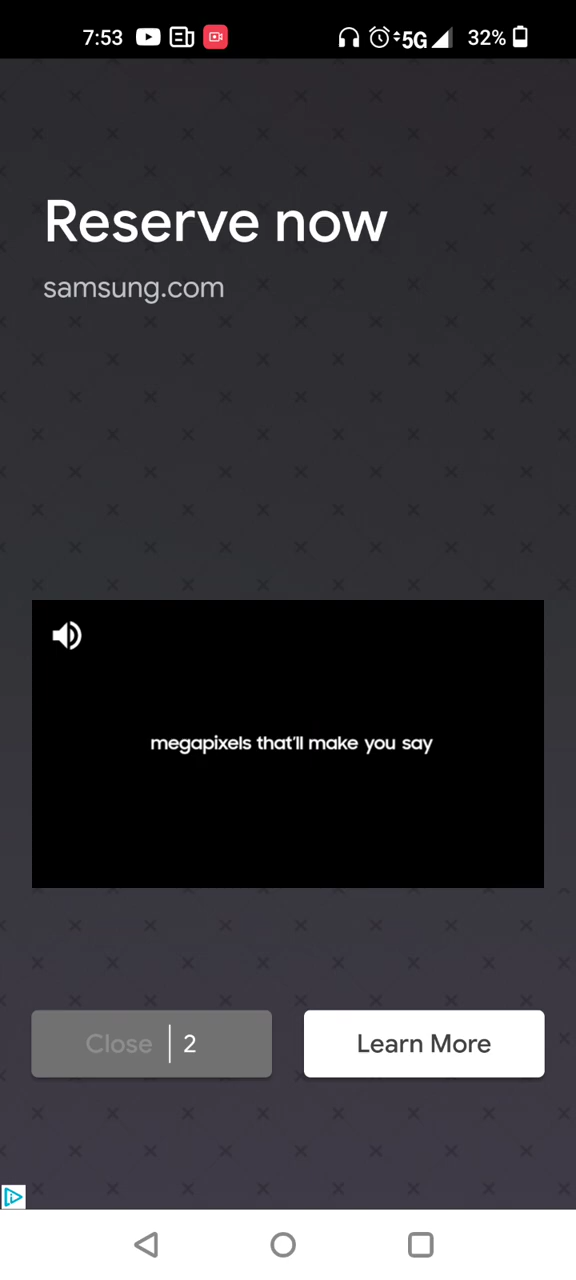 7:53 5G 32%
Reserve now
samsung.com
megapixels that'll make you say
Close | 2
Learn More